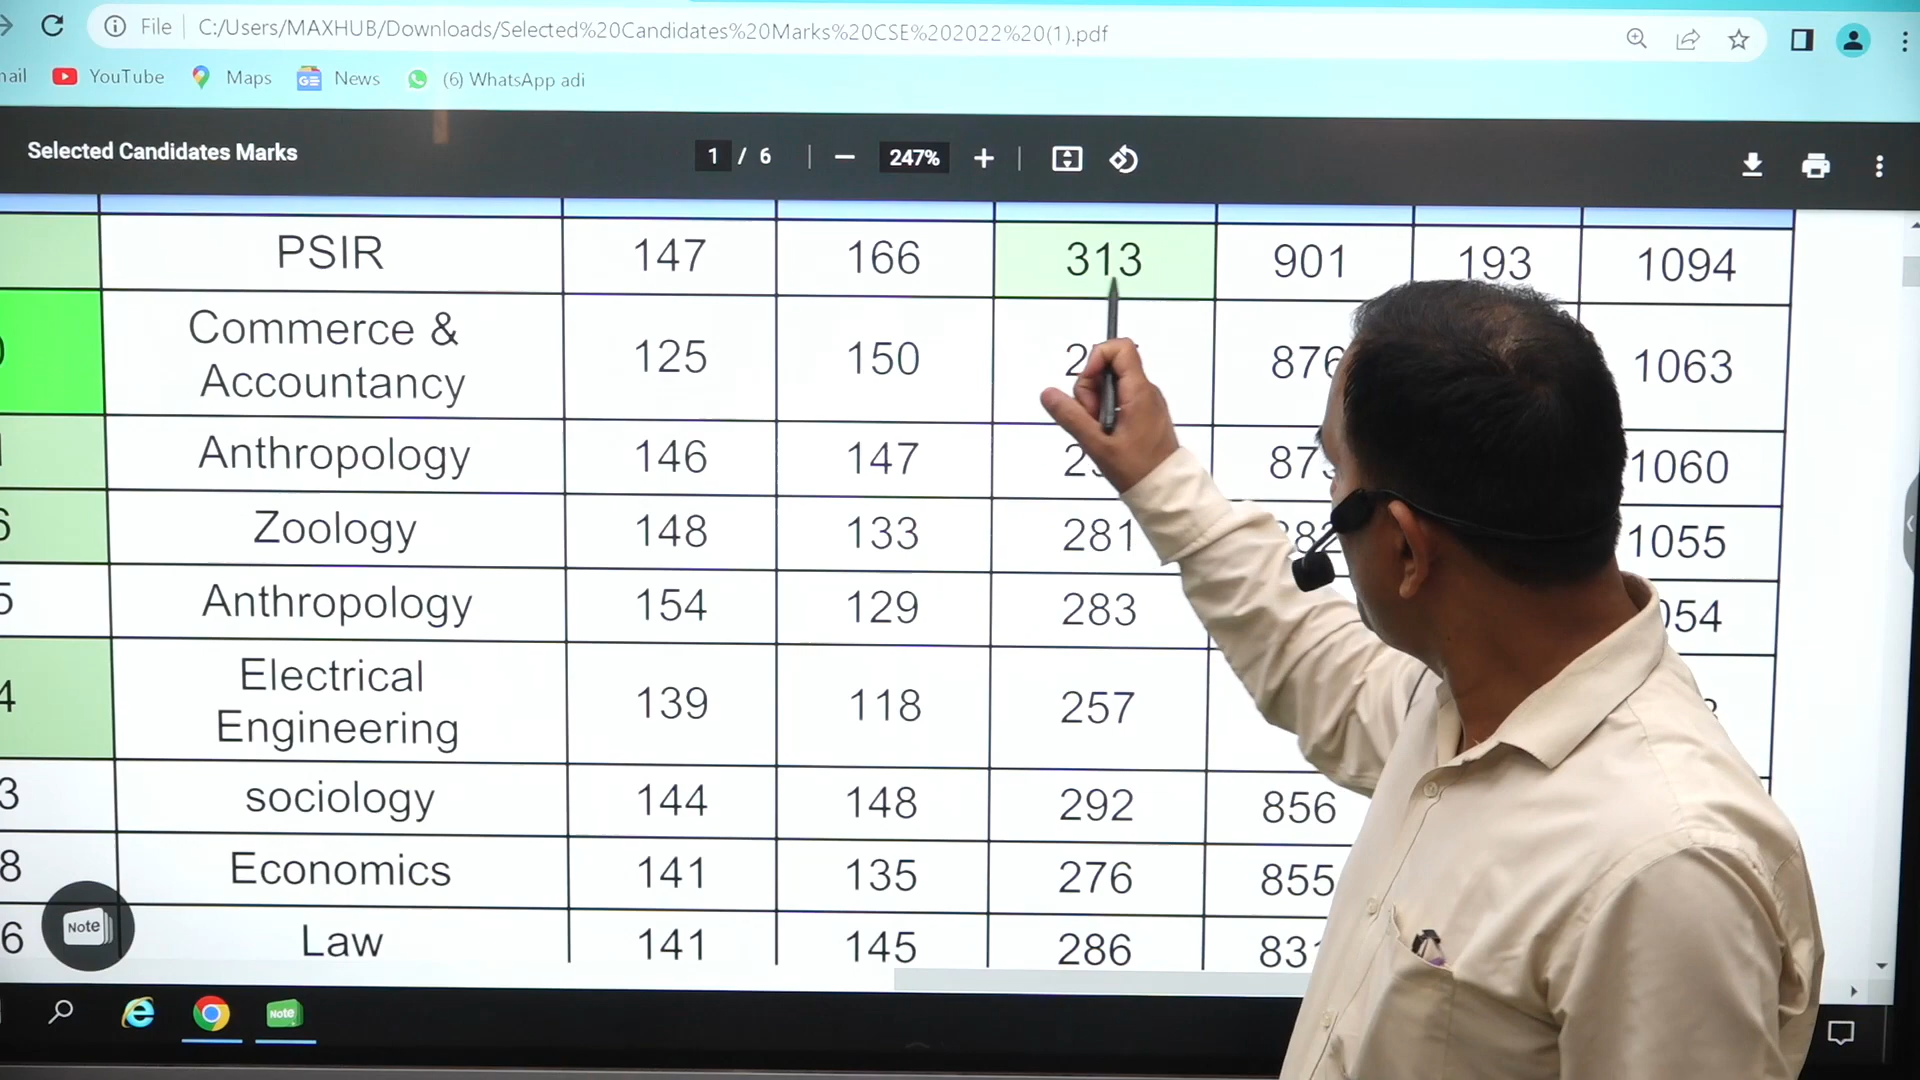 File C:/Users/MAXHUB/Downloads/Selected%20Candidates%20Marks%20CSE%202022%20(1).pdf
YouTube Maps News (6) WhatsApp adi
Selected Candidates Marks 1 / 6 247%
PSIR 147 166 313 901 193 1094
Commerce &
Accountancy 125 150 876 1063
Anthropology 146 147 1060
Zoology 148 133 281 1055
Anthropology 154 129 283
Electrical
Engineering 139 118 257
sociology 144 148 292 856
Economics 141 135 276 855
Note
Law 141 145 286
Note